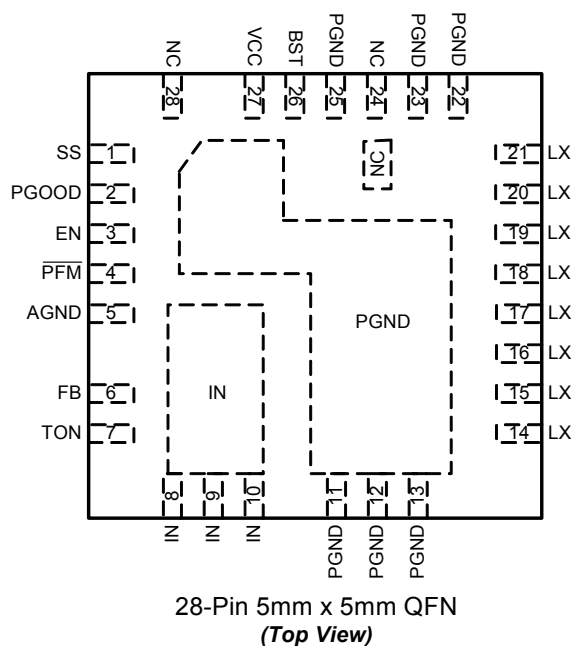 NC
VCC
BST
PGND
NC
PGND
PGND
28
27
26
25
24
23
22
SS 1
PGOOD 2
EN 3
PFM 4
AGND 5
FB 6
TON 7
NC
PGND
IN
21 LX
20 LX
19 LX
18 LX
17 LX
16 LX
15 LX
14 LX
8
9
10
11
12
13
IN
IN
IN
PGND
PGND
PGND
28-Pin 5mm x 5mm QFN
(Top View)